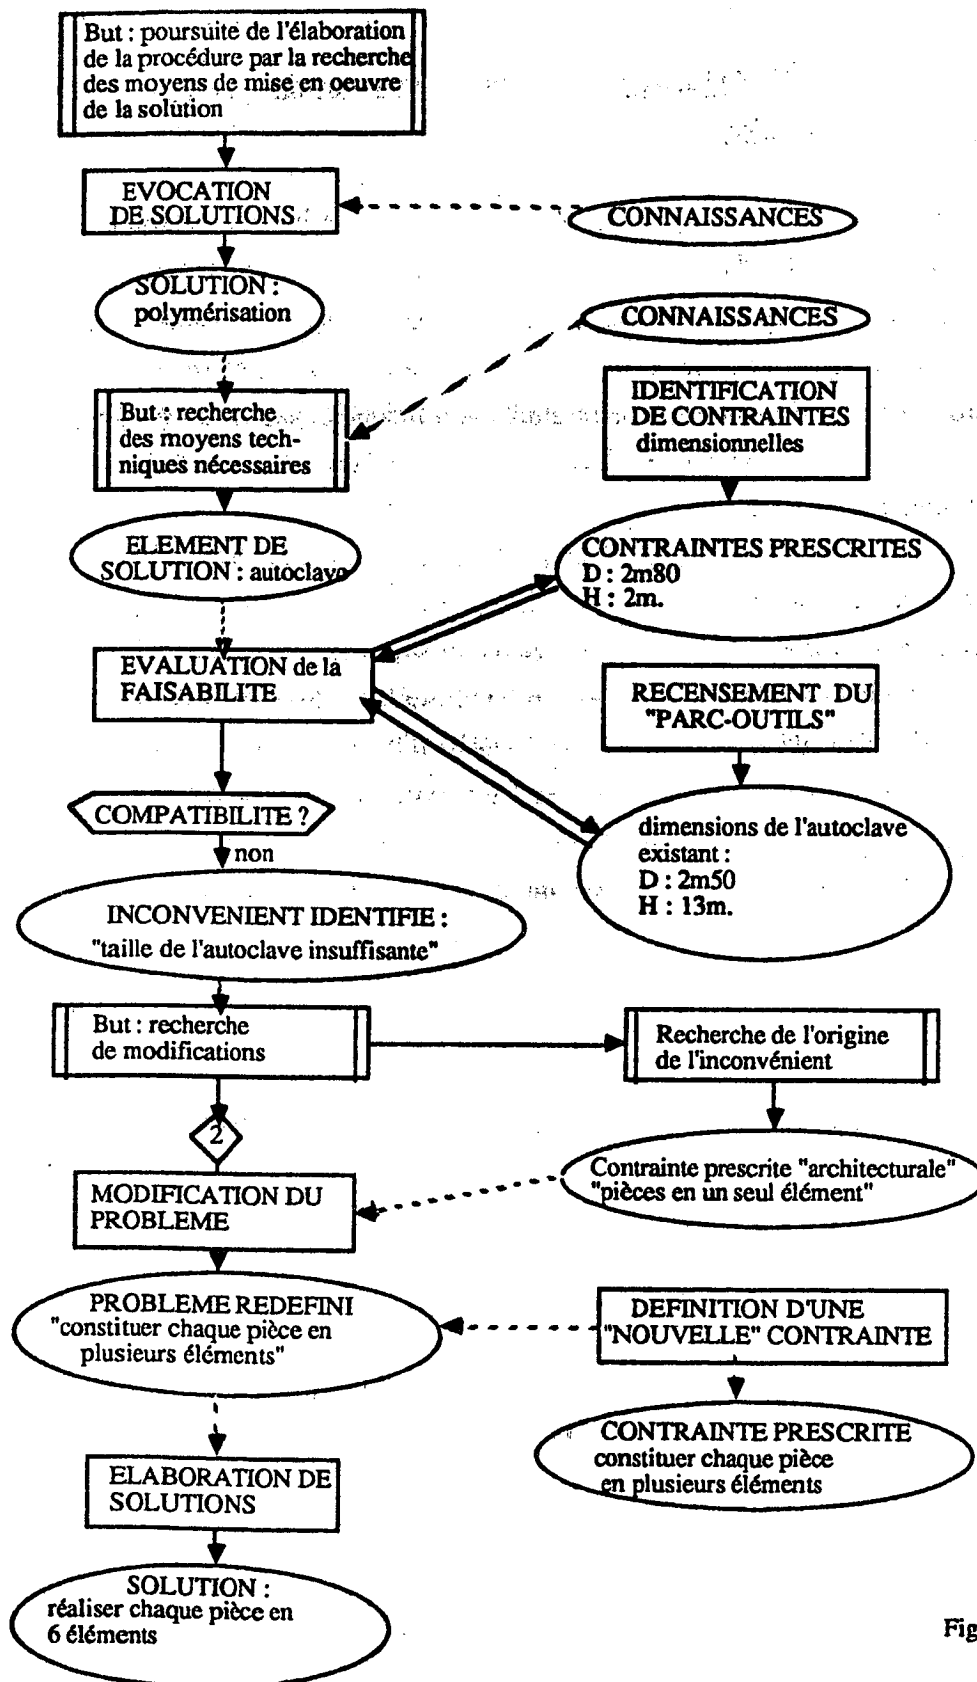 But : poursuite de l'élaboration
de la procédure par la recherche
des moyens de mise en oeuvre
de la solution
EVOCATION
DE SOLUTIONS
CONNAISSANCES
SOLUTION :
polymérisation
CONNAISSANCES
But : recherche
des moyens tech-
niques nécessaires
IDENTIFICATION
DE CONTRAINTES
dimensionnelles
ELEMENT DE
SOLUTION : autoclave
CONTRAINTES PRESCRITES
D : 2m80
H : 2m.
EVALUATION de la
FAISABILITE
RECENSEMENT DU
"PARC-OUTILS"
COMPATIBILITE ?
non
dimensions de l'autoclave
existant :
D : 2m50
H : 13m.
INCONVENIENT IDENTIFIE :
"taille de l'autoclave insuffisante"
But : recherche
de modifications
Recherche de l'origine
de l'inconvénient
2
MODIFICATION DU
PROBLEME
Contrainte prescrite "architecturale"
"pièces en un seul élément"
PROBLEME REDEFINI
"constituer chaque pièce en
plusieurs éléments"
DEFINITION D'UNE
"NOUVELLE" CONTRAINTE
CONTRAINTE PRESCRITE
constituer chaque pièce
en plusieurs éléments
ELABORATION DE
SOLUTIONS
SOLUTION :
réaliser chaque pièce en
6 éléments
Fig